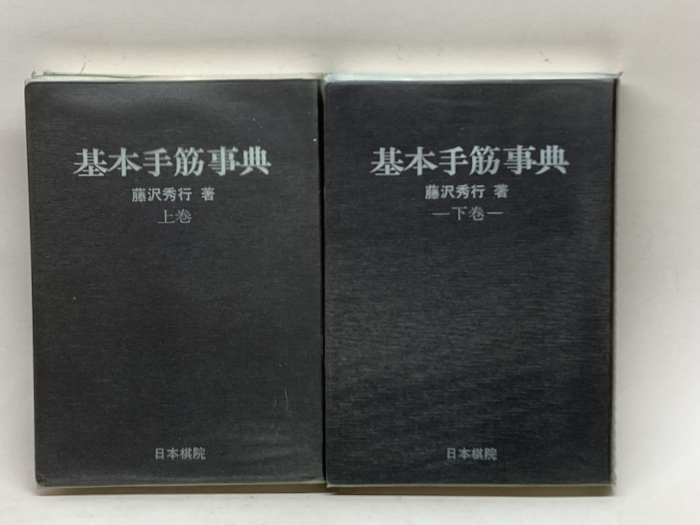 基本手筋事典
藤沢秀行 著
上巻
日本棋院
基本手筋事典
藤沢秀行 著
―下巻―
日本棋院